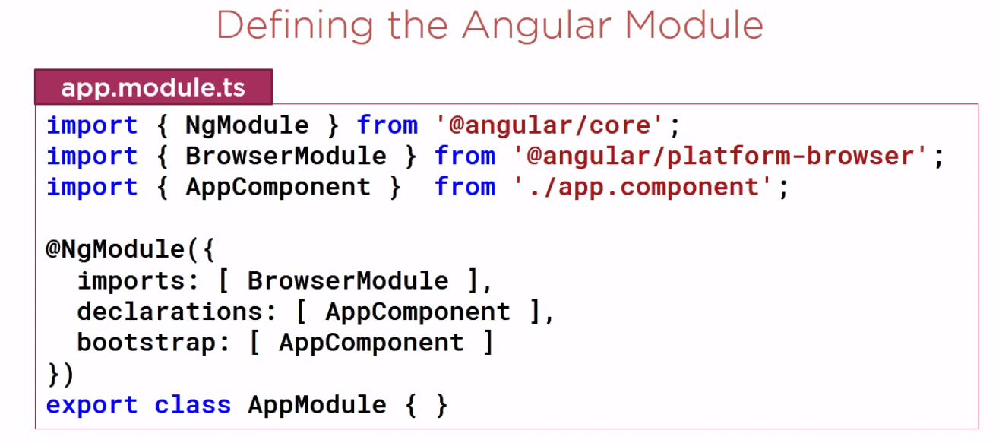 Defining the Angular Module
app.module.ts
import { NgModule } from '@angular/core';
import { BrowserModule } from '@angular/platform-browser';
import { AppComponent }  from './app.component';
@NgModule({
  imports: [ BrowserModule ],
  declarations: [ AppComponent ],
  bootstrap: [ AppComponent ]
})
export class AppModule { }